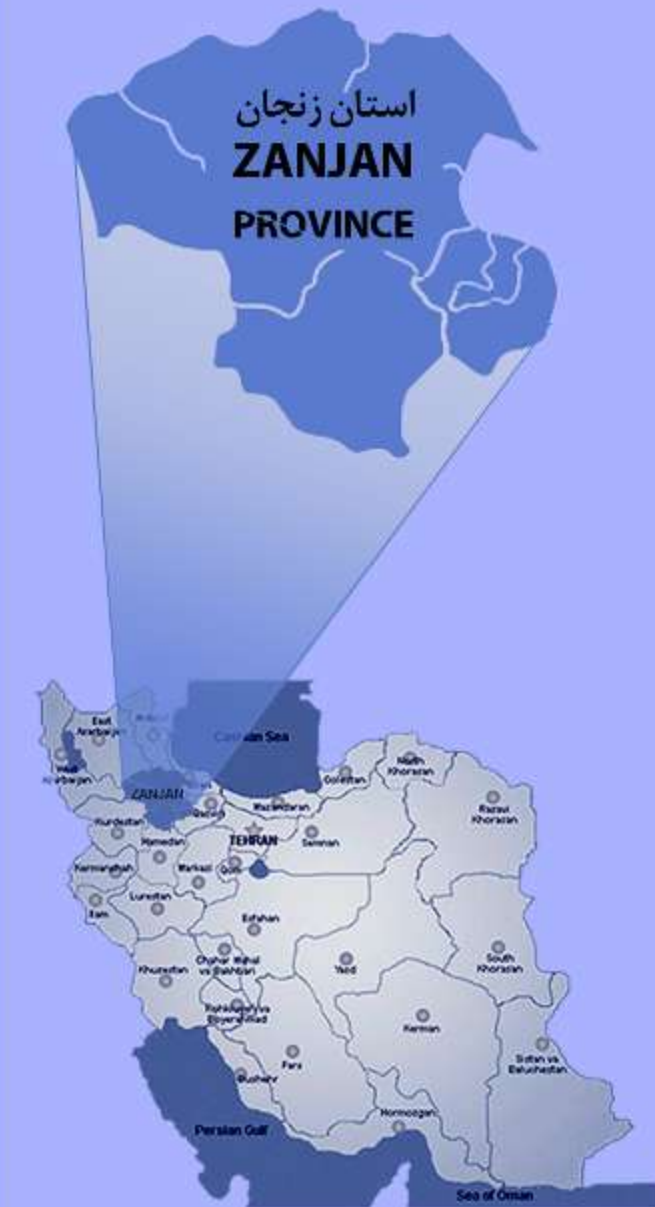 استان زنجان
ZANJAN
PROVINCE
East
Azarbaijan
Caspian Sea
West
Azarbaijan
ZANJAN
Golestan
North
Khorasan
Razavi
Khorasan
Qazvin
Mazandaran
Kurdestan
TEHRAN
Semnan
Hamedan
Kermanshah
Markazi
Qom
Ilam
Lurestan
Esfahan
Chahar Mahal
va Bakhtiari
Yazd
South
Khorasan
Khuzestan
Kohkiluyeh va
Boyerahmad
Kerman
Fars
Sistan va
Baluchestan
Bushehr
Hormozgan
Persian Gulf
Sea of Oman